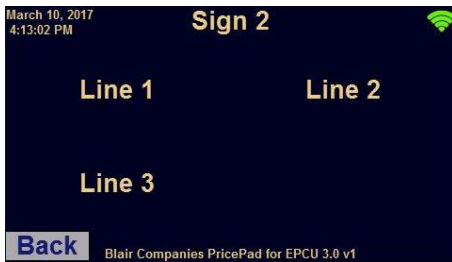 March 10, 2017
4:13:02 PM
Sign 2
Line 1
Line 2
Line 3
Back
Blair Companies PricePad for EPCU 3.0 v1